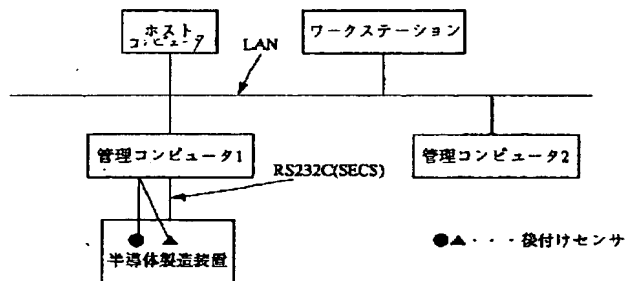 ホスト
コンピュータ
ワークステーション
LAN
管理コンピュータ1
管理コンピュータ2
RS232C(SECS)
半導体製造装置
●▲・・・後付けセンサ